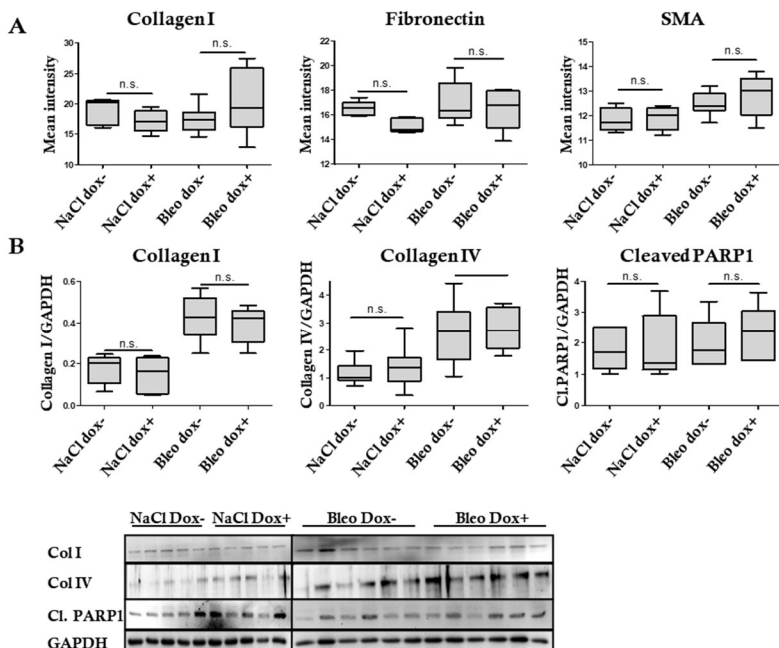 A
Collagen I
Mean intensity
30
25
20
15
10
n.s.
n.s.
NaCl dox-
NaCl dox+
Bleo dox-
Bleo dox+
Fibronectin
Mean intensity
22
20
18
16
14
12
n.s.
n.s.
NaCl dox-
NaCl dox+
Bleo dox-
Bleo dox+
SMA
Mean intensity
15
14
13
12
11
10
n.s.
n.s.
NaCl dox-
NaCl dox+
Bleo dox-
Bleo dox+
B
Collagen I
Collagen I/GAPDH
0.6
0.4
0.2
0.0
n.s.
n.s.
NaCl dox-
NaCl dox+
Bleo dox-
Bleo dox+
Collagen IV
Collagen IV/GAPDH
4
3
2
1
0
n.s.
NaCl dox-
NaCl dox+
Bleo dox-
Bleo dox+
Cleaved PARP1
Cl.PARP1/GAPDH
4
3
2
1
0
n.s.
n.s.
NaCl dox-
NaCl dox+
Bleo dox-
Bleo dox+
NaCl Dox- NaCl Dox+ Bleo Dox- Bleo Dox+
Col I
Col IV
Cl. PARP1
GAPDH